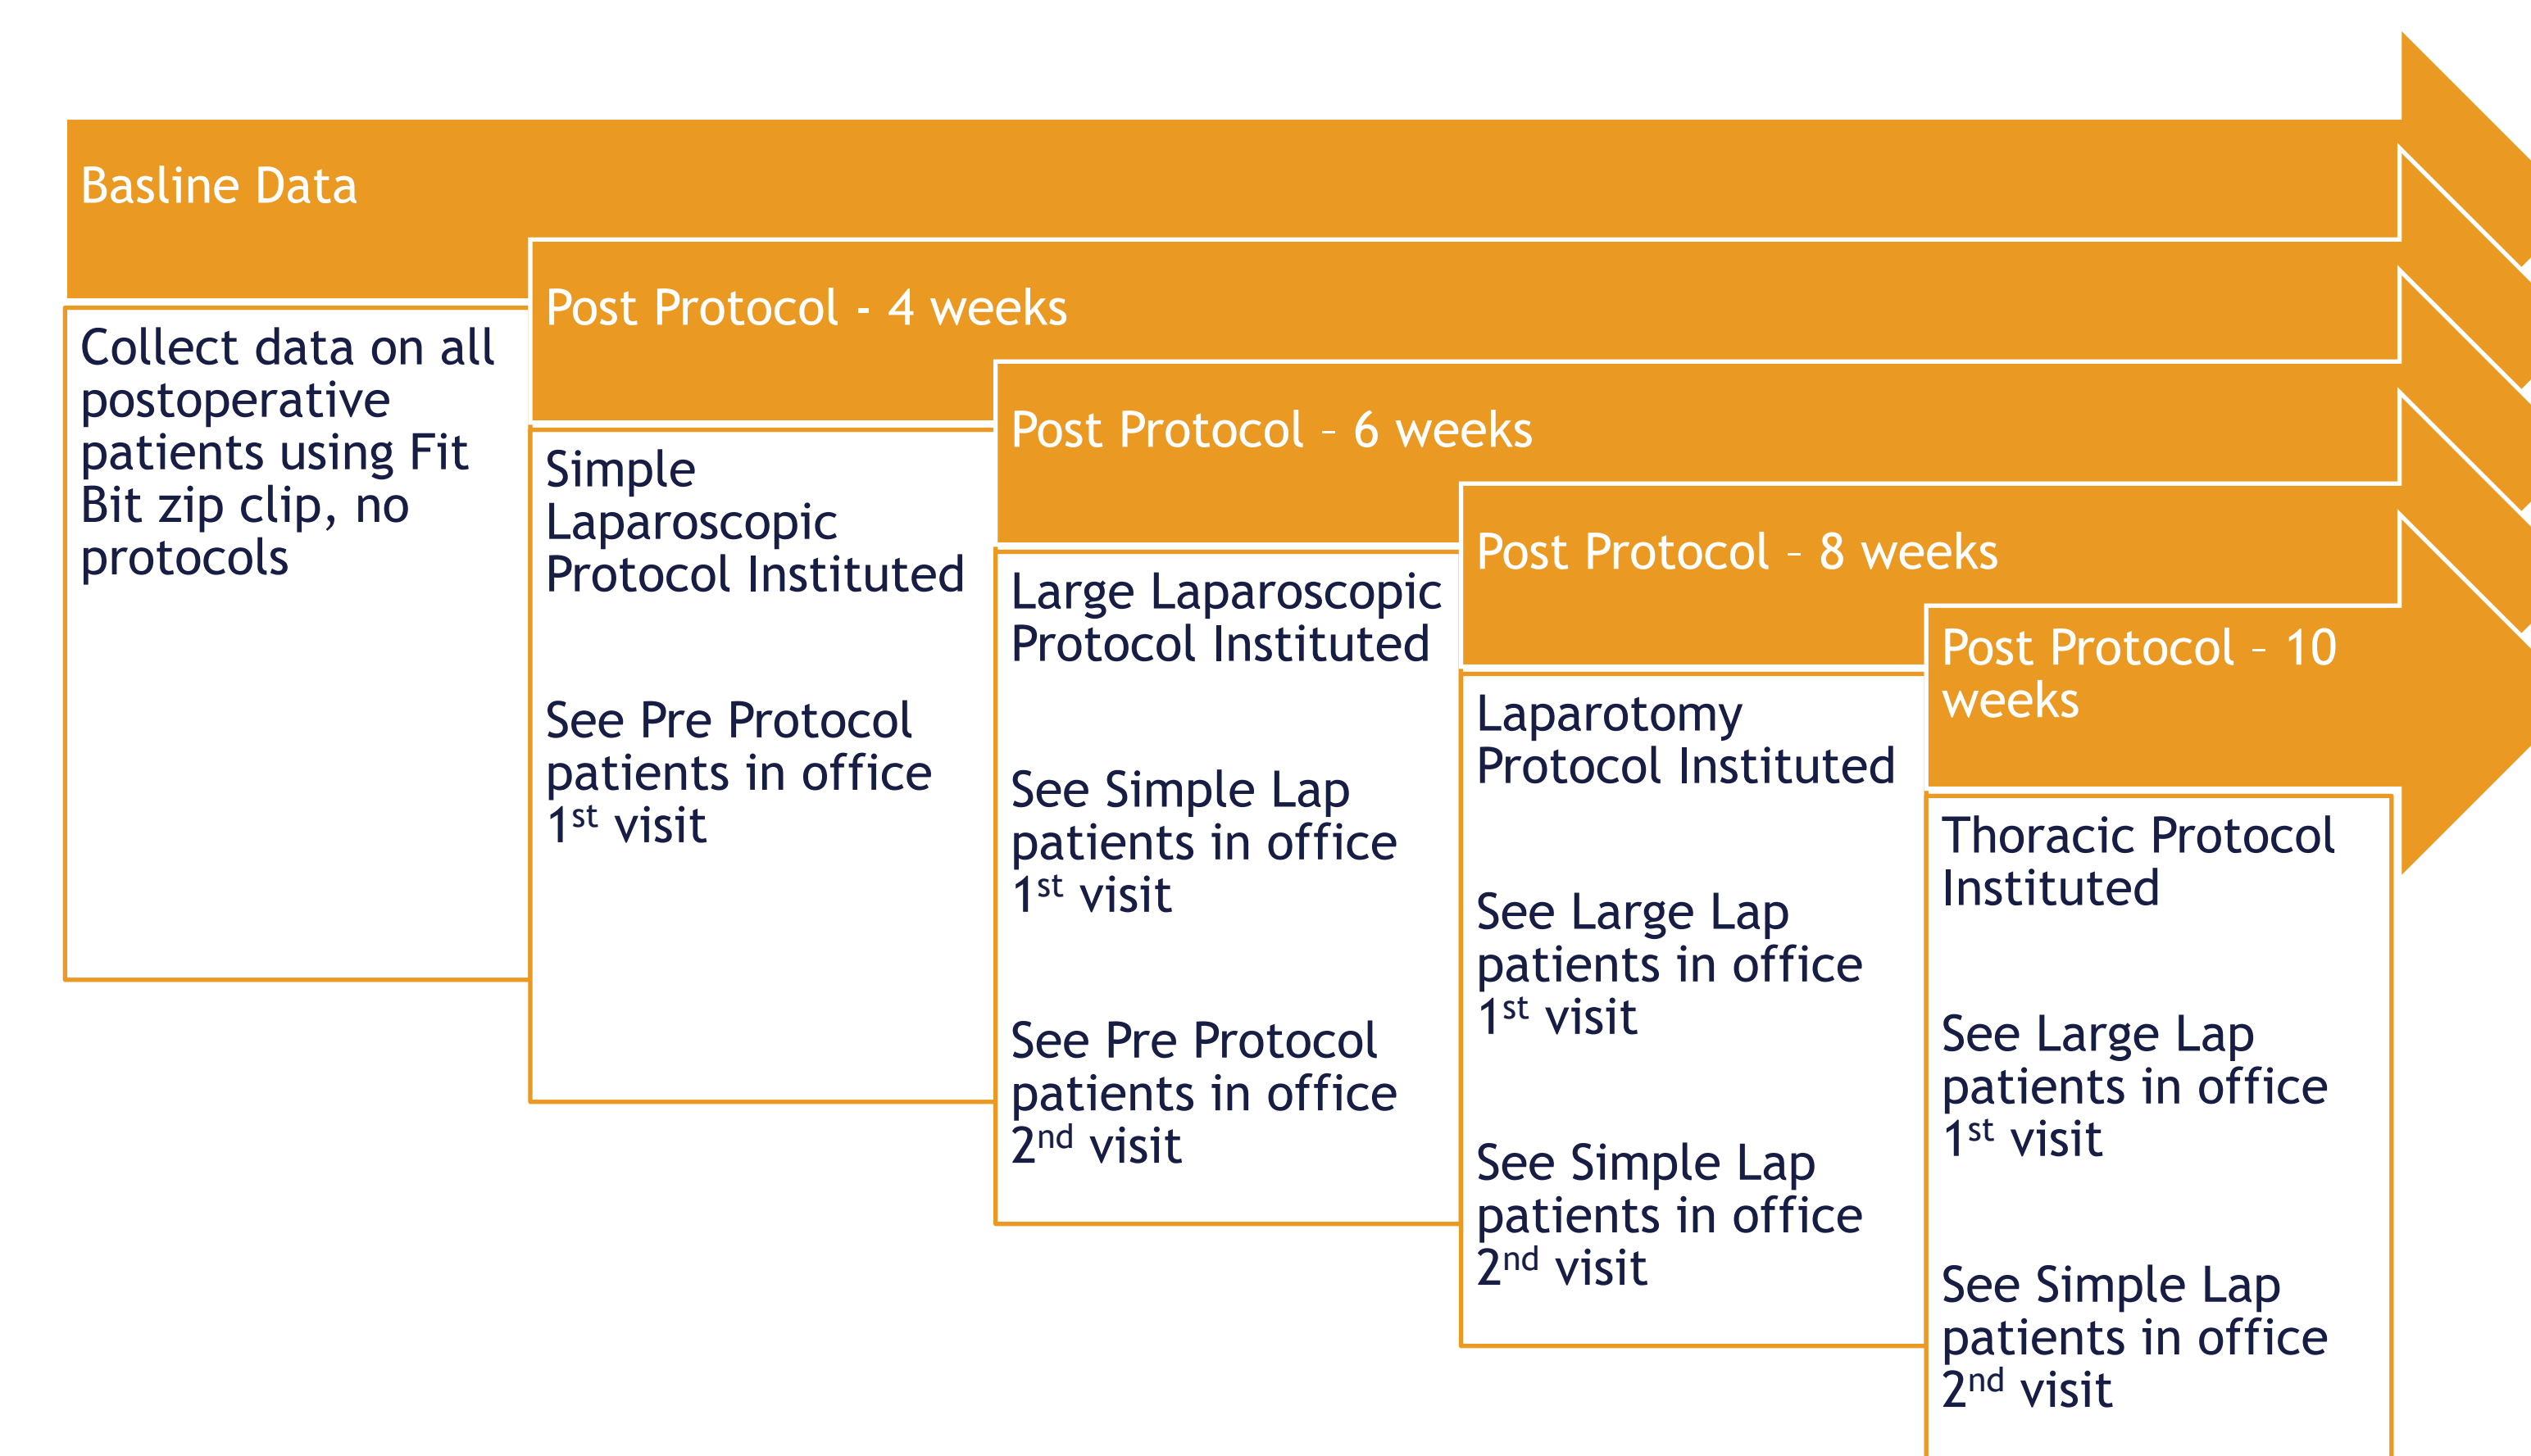 Basline Data
Collect data on all
postoperative
patients using Fit
Bit zip clip, no
protocols
Post Protocol - 4 weeks
Simple
Laparoscopic
Protocol Instituted
See Pre Protocol
patients in office
1st visit
Post Protocol – 6 weeks
Large Laparoscopic
Protocol Instituted
See Simple Lap
patients in office
1st visit
See Pre Protocol
patients in office
2nd visit
Post Protocol – 8 weeks
Laparotomy
Protocol Instituted
See Large Lap
patients in office
1st visit
See Simple Lap
patients in office
2nd visit
Post Protocol – 10
weeks
Thoracic Protocol
Instituted
See Large Lap
patients in office
1st visit
See Simple Lap
patients in office
2nd visit